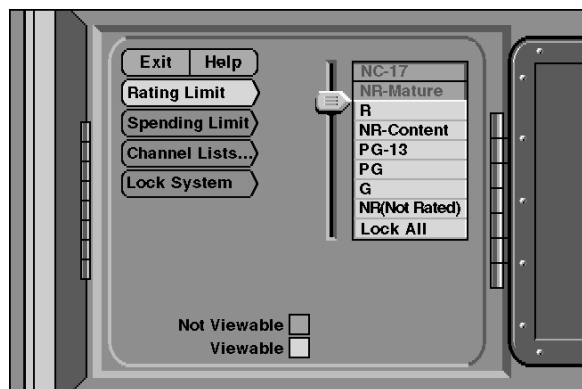 Exit Help
Rating Limit
Spending Limit
Channel Lists...
Lock System
NC-17
NR-Mature
R
NR-Content
PG-13
PG
G
NR(Not Rated)
Lock All
Not Viewable
Viewable